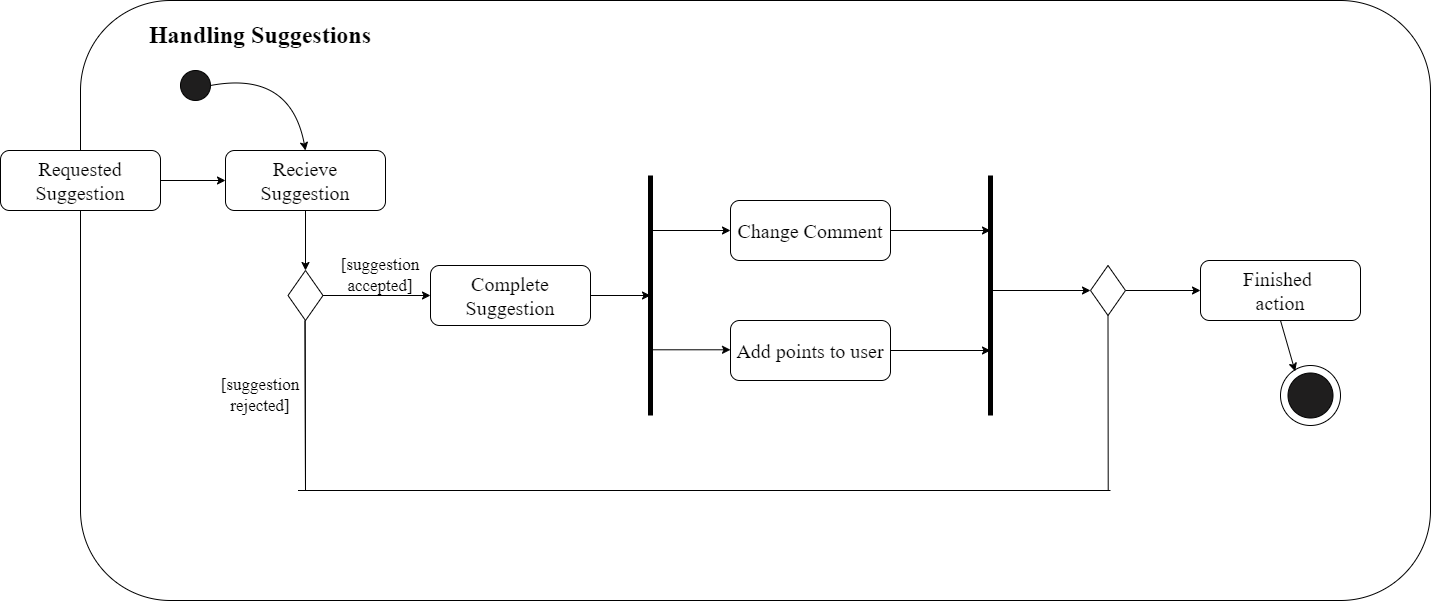 Handling Suggestions
Requested
Suggestion
Recieve
Suggestion
[suggestion
accepted]
Complete
Suggestion
[suggestion
rejected]
Change Comment
Add points to user
Finished
action